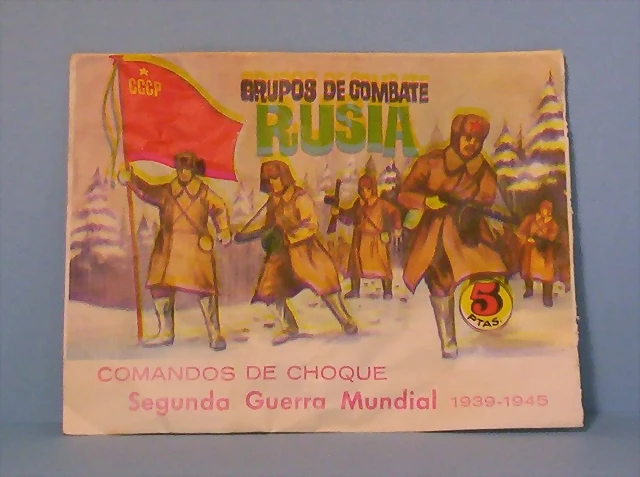 CCCP
GRUPOS DE COMBATE
RUSIA
5
PTAS.
COMANDOS DE CHOQUE
Segunda Guerra Mundial 1939-1945